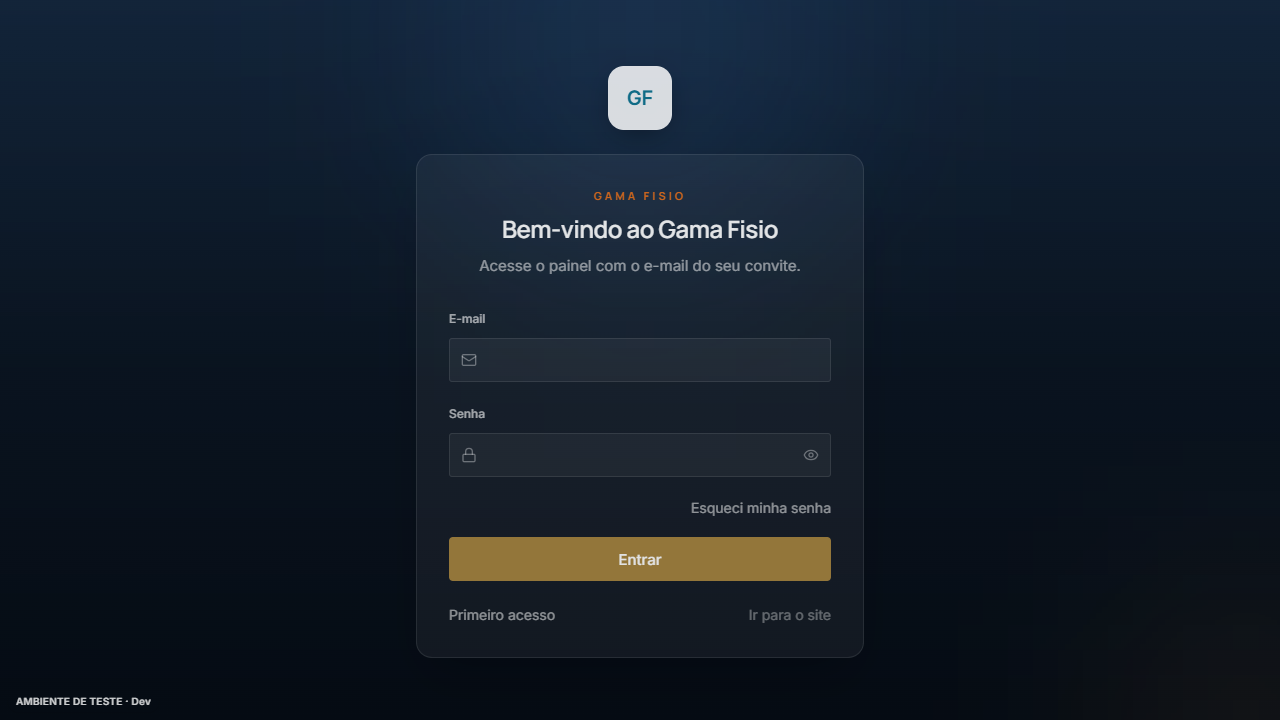 GF
GAMA FISIO
Bem-vindo ao Gama Fisio
Acesse o painel com o e-mail do seu convite.
E-mail
Senha
Esqueci minha senha
Entrar
Primeiro acesso
Ir para o site
AMBIENTE DE TESTE · Dev